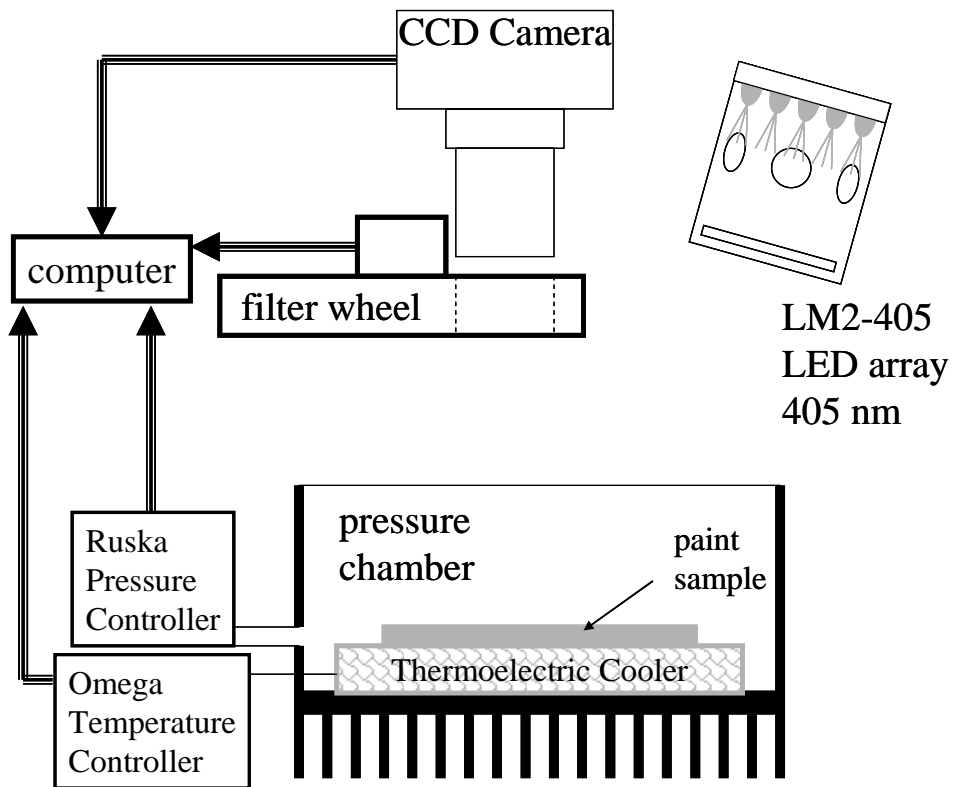 CCD Camera
computer
filter wheel
LM2-405
LED array
405 nm
pressure
chamber
paint
sample
Ruska
Pressure
Controller
Thermoelectric Cooler
Omega
Temperature
Controller